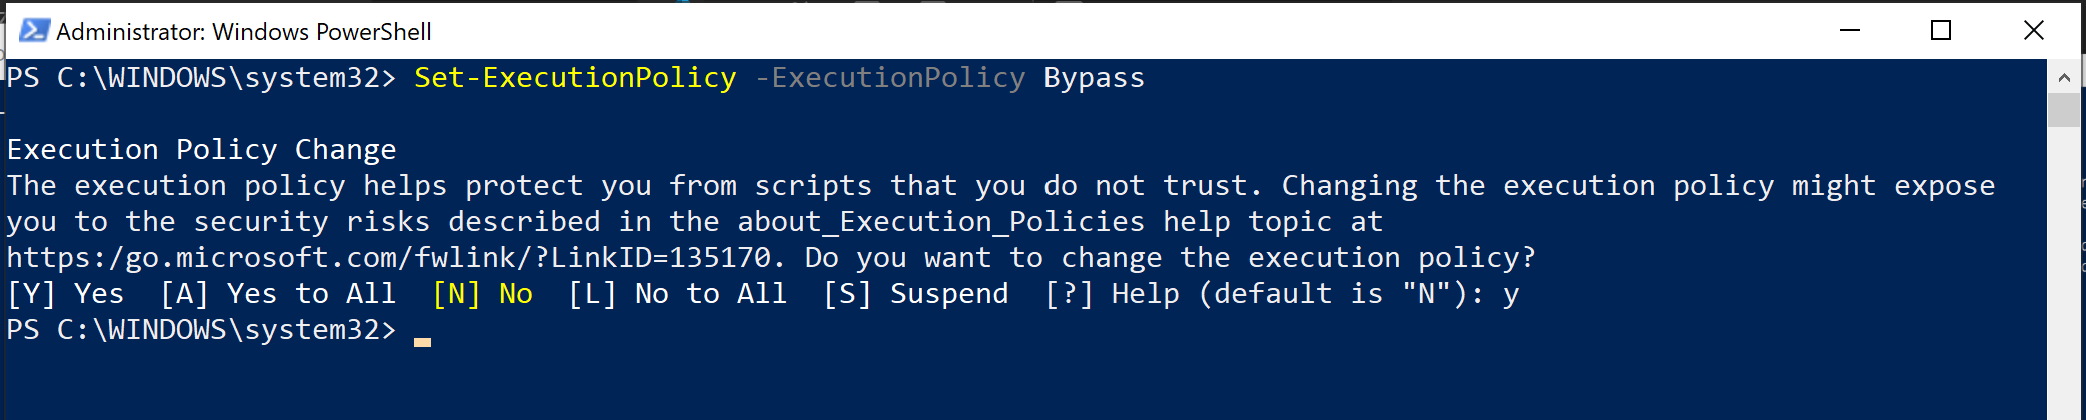 Administrator: Windows PowerShell
PS C:\WINDOWS\system32> Set-ExecutionPolicy -ExecutionPolicy Bypass
Execution Policy Change
The execution policy helps protect you from scripts that you do not trust. Changing the execution policy might expose
you to the security risks described in the about_Execution_Policies help topic at
https:/go.microsoft.com/fwlink/?LinkID=135170. Do you want to change the execution policy?
[Y] Yes  [A] Yes to All  [N] No  [L] No to All  [S] Suspend  [?] Help (default is "N"): y
PS C:\WINDOWS\system32>